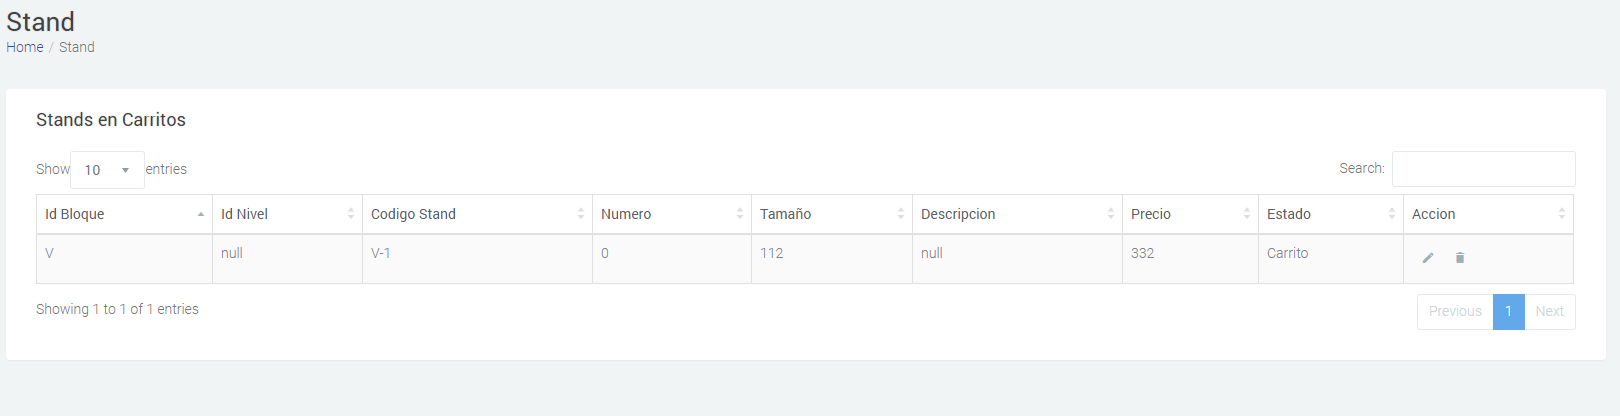 Stand
Home / Stand
Stands en Carritos
Show 10 entries Search:
Id Bloque Id Nivel Codigo Stand Numero Tamaño Descripcion Precio Estado Accion
V null V-1 0 112 null 332 Carrito
Showing 1 to 1 of 1 entries Previous 1 Next